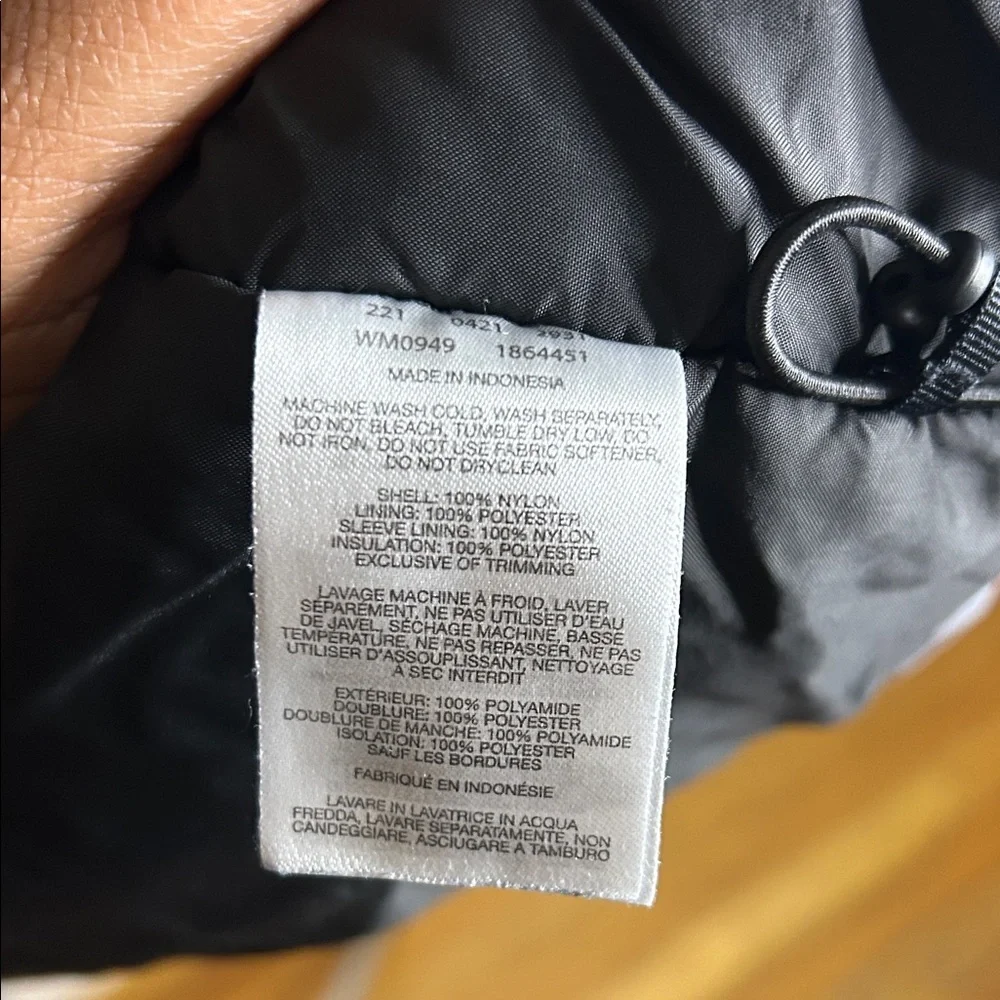 221 0421 2931
WM0949 1864451
MADE IN INDONESIA
MACHINE WASH COLD, WASH SEPARATELY,
DO NOT BLEACH, TUMBLE DRY LOW, DO
NOT IRON, DO NOT USE FABRIC SOFTENER,
DO NOT DRYCLEAN
SHELL: 100% NYLON
LINING: 100% POLYESTER
SLEEVE LINING: 100% NYLON
INSULATION: 100% POLYESTER
EXCLUSIVE OF TRIMMING
LAVAGE MACHINE À FROID, LAVER
SÉPARÉMENT, NE PAS UTILISER D'EAU
DE JAVEL, SÉCHAGE MACHINE, BASSE
TEMPÉRATURE, NE PAS REPASSER, NE PAS
UTILISER D'ASSOUPLISSANT, NETTOYAGE
À SEC INTERDIT
EXTÉRIEUR: 100% POLYAMIDE
DOUBLURE: 100% POLYESTER
DOUBLURE DE MANCHE: 100% POLYAMIDE
ISOLATION: 100% POLYESTER
SAUF LES BORDURES
FABRIQUÉ EN INDONÉSIE
LAVARE IN LAVATRICE IN ACQUA
FREDDA, LAVARE SEPARATAMENTE, NON
CANDEGGIARE, ASCIUGARE A TAMBURO